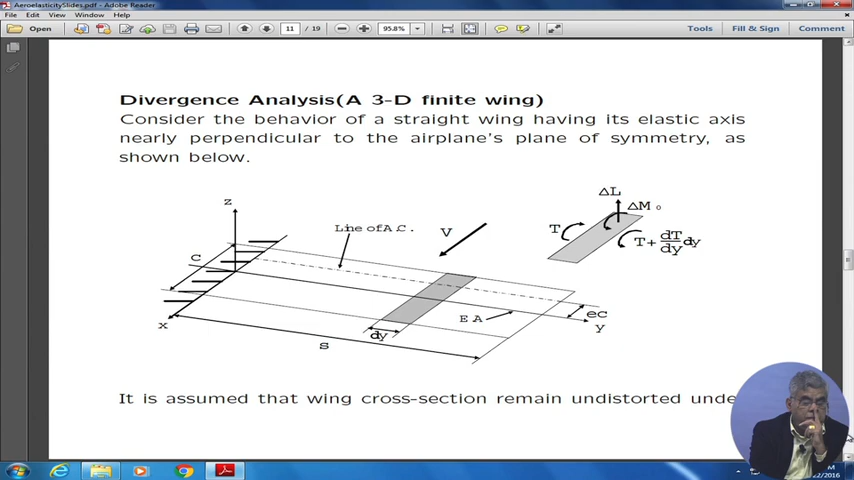 AeroelasticitySlides.pdf - Adobe Reader
File Edit View Window Help
Open 11 / 19 95.8% Tools Fill & Sign Comment
Divergence Analysis(A 3-D finite wing)
Consider the behavior of a straight wing having its elastic axis
nearly perpendicular to the airplane's plane of symmetry, as
shown below.
z
Line of A.C.
V
ΔL
ΔMo
T
T+ dT/dy dy
C
x
S
dy
E A
ec
y
It is assumed that wing cross-section remain undistorted unde